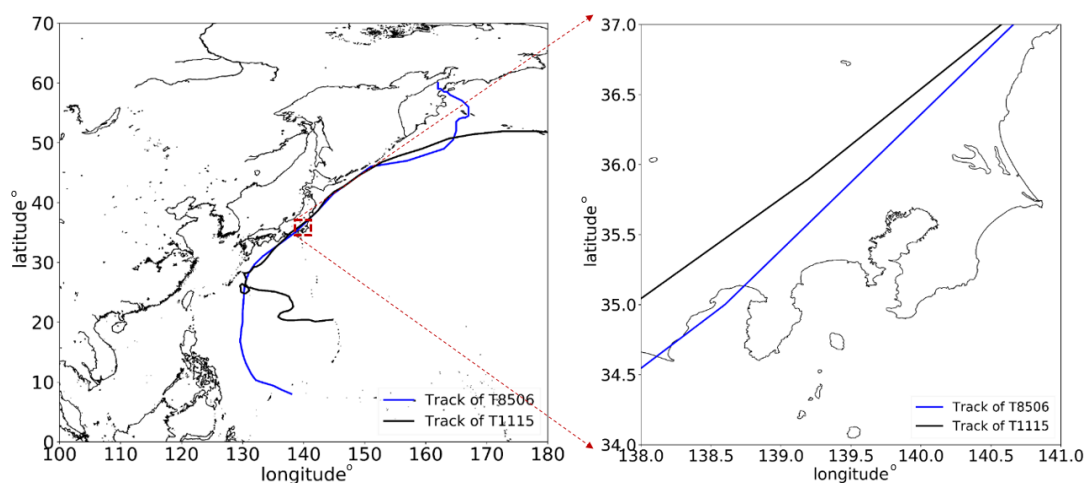 70
60
50
40
30
20
10
0
latitude°
100 110 120 130 140 150 160 170 180
longitude°
Track of T8506
Track of T1115
37.0
36.5
36.0
35.5
35.0
34.5
34.0
latitude°
138.0 138.5 139.0 139.5 140.0 140.5 141.0
longitude°
Track of T8506
Track of T1115